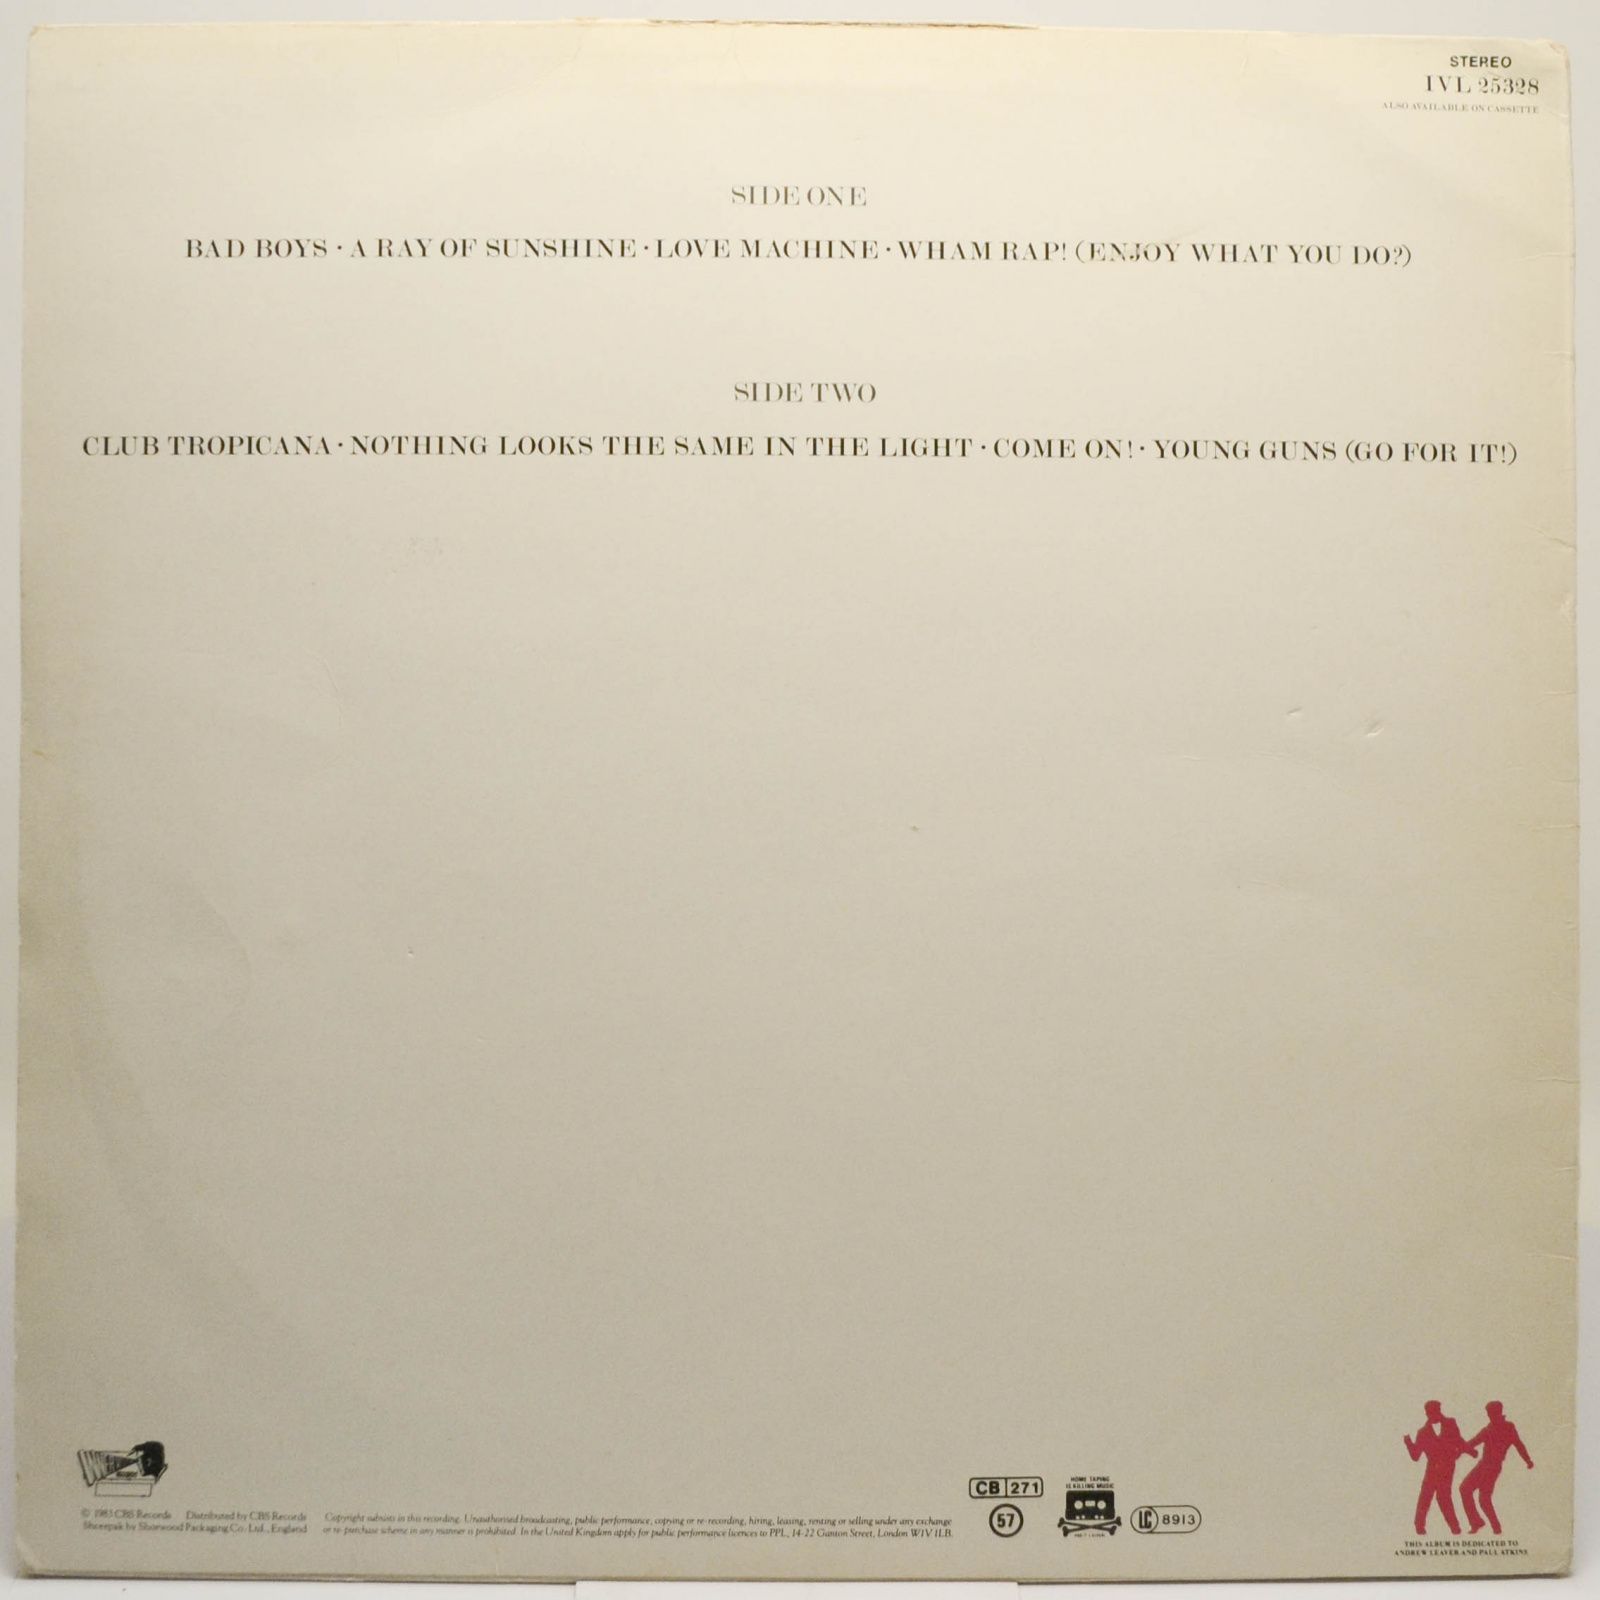 STEREO
IVL 25328
ALSO AVAILABLE ON CASSETTE
SIDE ONE
BAD BOYS · A RAY OF SUNSHINE · LOVE MACHINE · WHAM RAP! (ENJOY WHAT YOU DO?)
SIDE TWO
CLUB TROPICANA · NOTHING LOOKS THE SAME IN THE LIGHT · COME ON! · YOUNG GUNS (GO FOR IT!)
© 1983 CBS Records Distributed by CBS Records
Shorepak by Shorwood Packaging Co. Ltd., England
Copyright subsists in this recording. Unauthorised broadcasting, public performance, copying or re-recording, hiring, leasing, renting or selling under any exchange
or re-purchase scheme in any manner is prohibited. In the United Kingdom apply for public performance licences to PPL, 14-22 Ganton Street, London W1V 1LB.
CB 271
57
HOME TAPING
IS KILLING MUSIC
LC 8913
THIS ALBUM IS DEDICATED TO
ANDREW LEAVER AND PAUL ATKINS